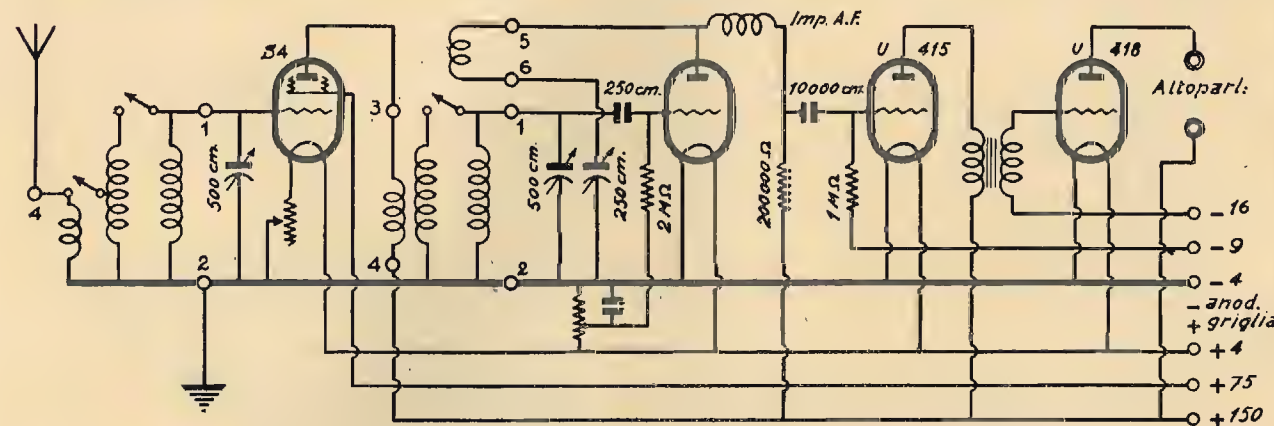 S4
Imp. A.F.
U 415
U 418
Altoparl:
4
1
2
500 cm.
3
4
5
6
1
2
250 cm.
500 cm.
250 cm.
2 MΩ
10000 cm.
200000 Ω
1 MΩ
- 16
- 9
- 4
- anod.
+ griglia
+ 4
+ 75
+ 150